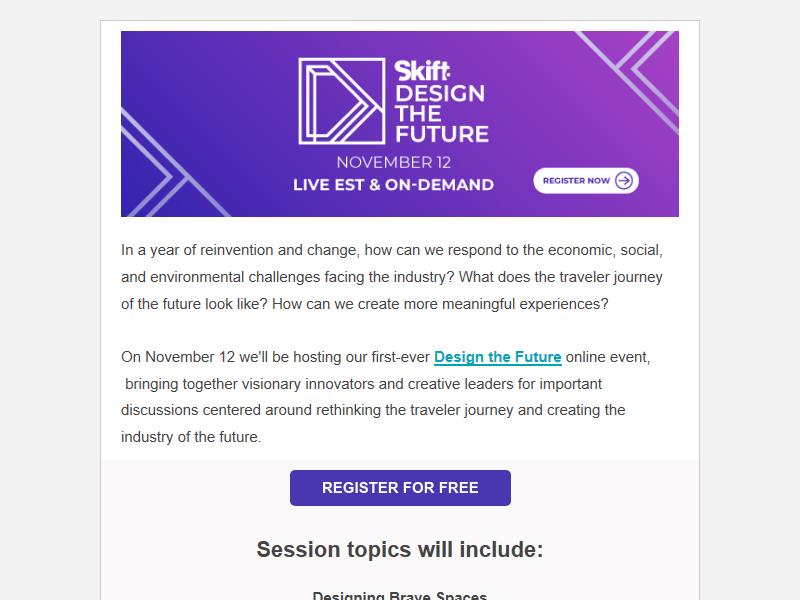 Skift:
DESIGN
THE
FUTURE
NOVEMBER 12
LIVE EST & ON-DEMAND
REGISTER NOW
In a year of reinvention and change, how can we respond to the economic, social,
and environmental challenges facing the industry? What does the traveler journey
of the future look like? How can we create more meaningful experiences?
On November 12 we'll be hosting our first-ever Design the Future online event,
bringing together visionary innovators and creative leaders for important
discussions centered around rethinking the traveler journey and creating the
industry of the future.
REGISTER FOR FREE
Session topics will include:
Designing Brave Spaces